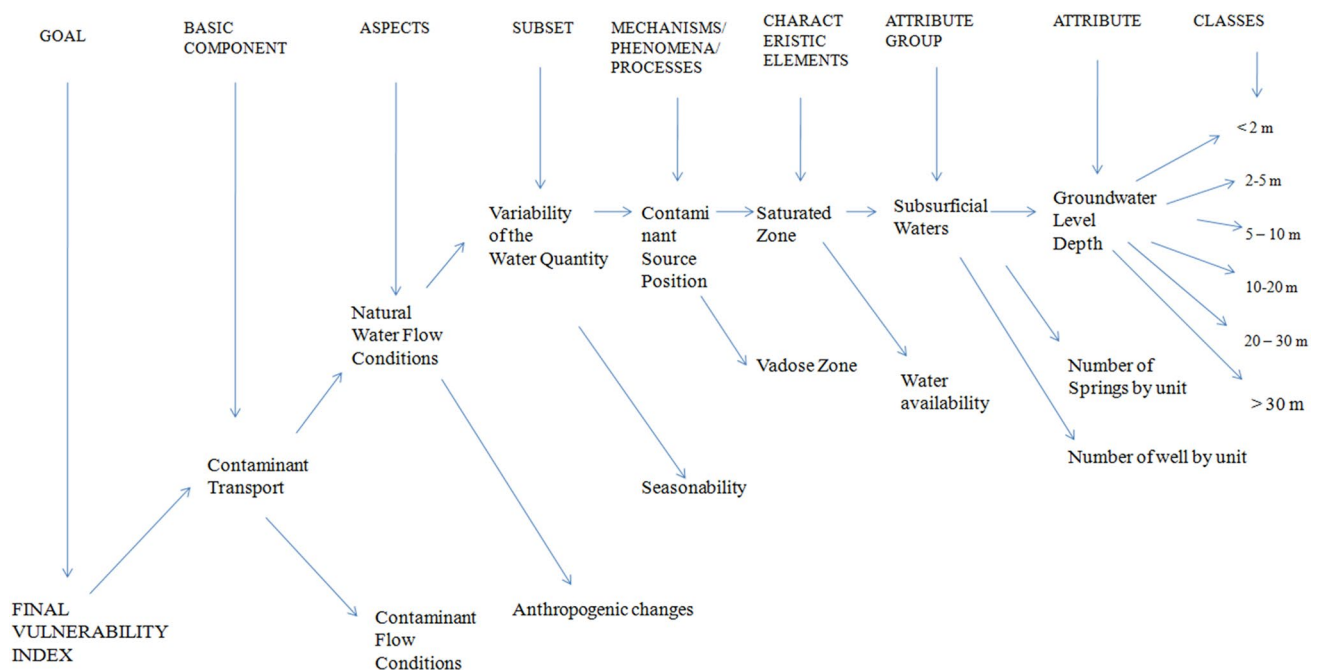 GOAL
BASIC
COMPONENT
ASPECTS
SUBSET
MECHANISMS/
PHENOMENA/
PROCESSES
CHARACT
ERISTIC
ELEMENTS
ATTRIBUTE
GROUP
ATTRIBUTE
CLASSES
< 2 m
2-5 m
5 – 10 m
10-20 m
20 – 30 m
> 30 m
Groundwater
Level
Depth
Subsurficial
Waters
Saturated
Zone
Contami
nant
Source
Position
Variability
of the
Water Quantity
Natural
Water Flow
Conditions
Vadose Zone
Water
availability
Number of
Springs by unit
Number of well by unit
Contaminant
Transport
Seasonability
FINAL
VULNERABILITY
INDEX
Contaminant
Flow
Conditions
Anthropogenic changes